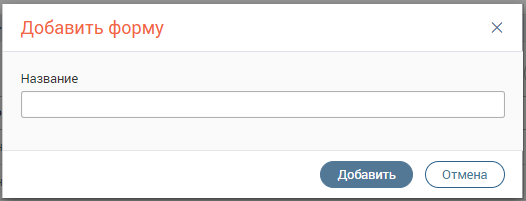 Добавить форму
Название
Добавить
Отмена